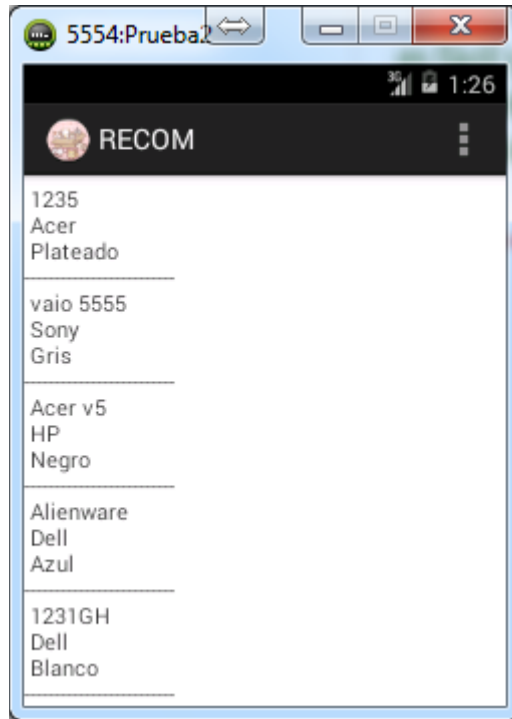 5554:Prueba2
3G 1:26
RECOM
1235
Acer
Plateado
vaio 5555
Sony
Gris
Acer v5
HP
Negro
Alienware
Dell
Azul
1231GH
Dell
Blanco